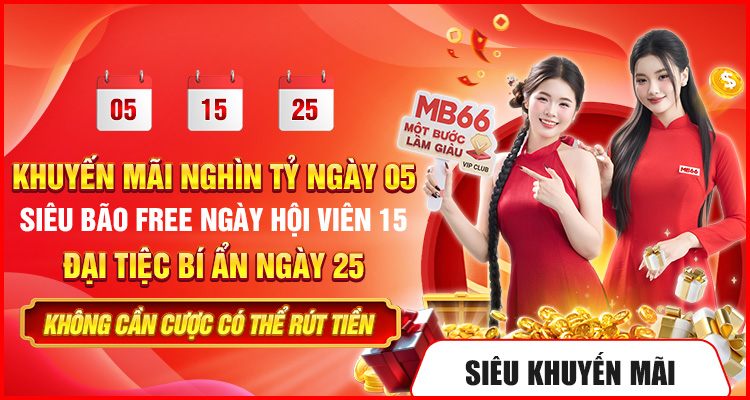 05 15 25
KHUYẾN MÃI NGHÌN TỶ NGÀY 05
SIÊU BÃO FREE NGÀY HỘI VIÊN 15
ĐẠI TIỆC BÍ ẨN NGÀY 25
KHÔNG CẦN CƯỢC CÓ THỂ RÚT TIỀN
MB66
MỘT BƯỚC
LÀM GIÀU
VIP CLUB
MB66
SIÊU KHUYẾN MÃI